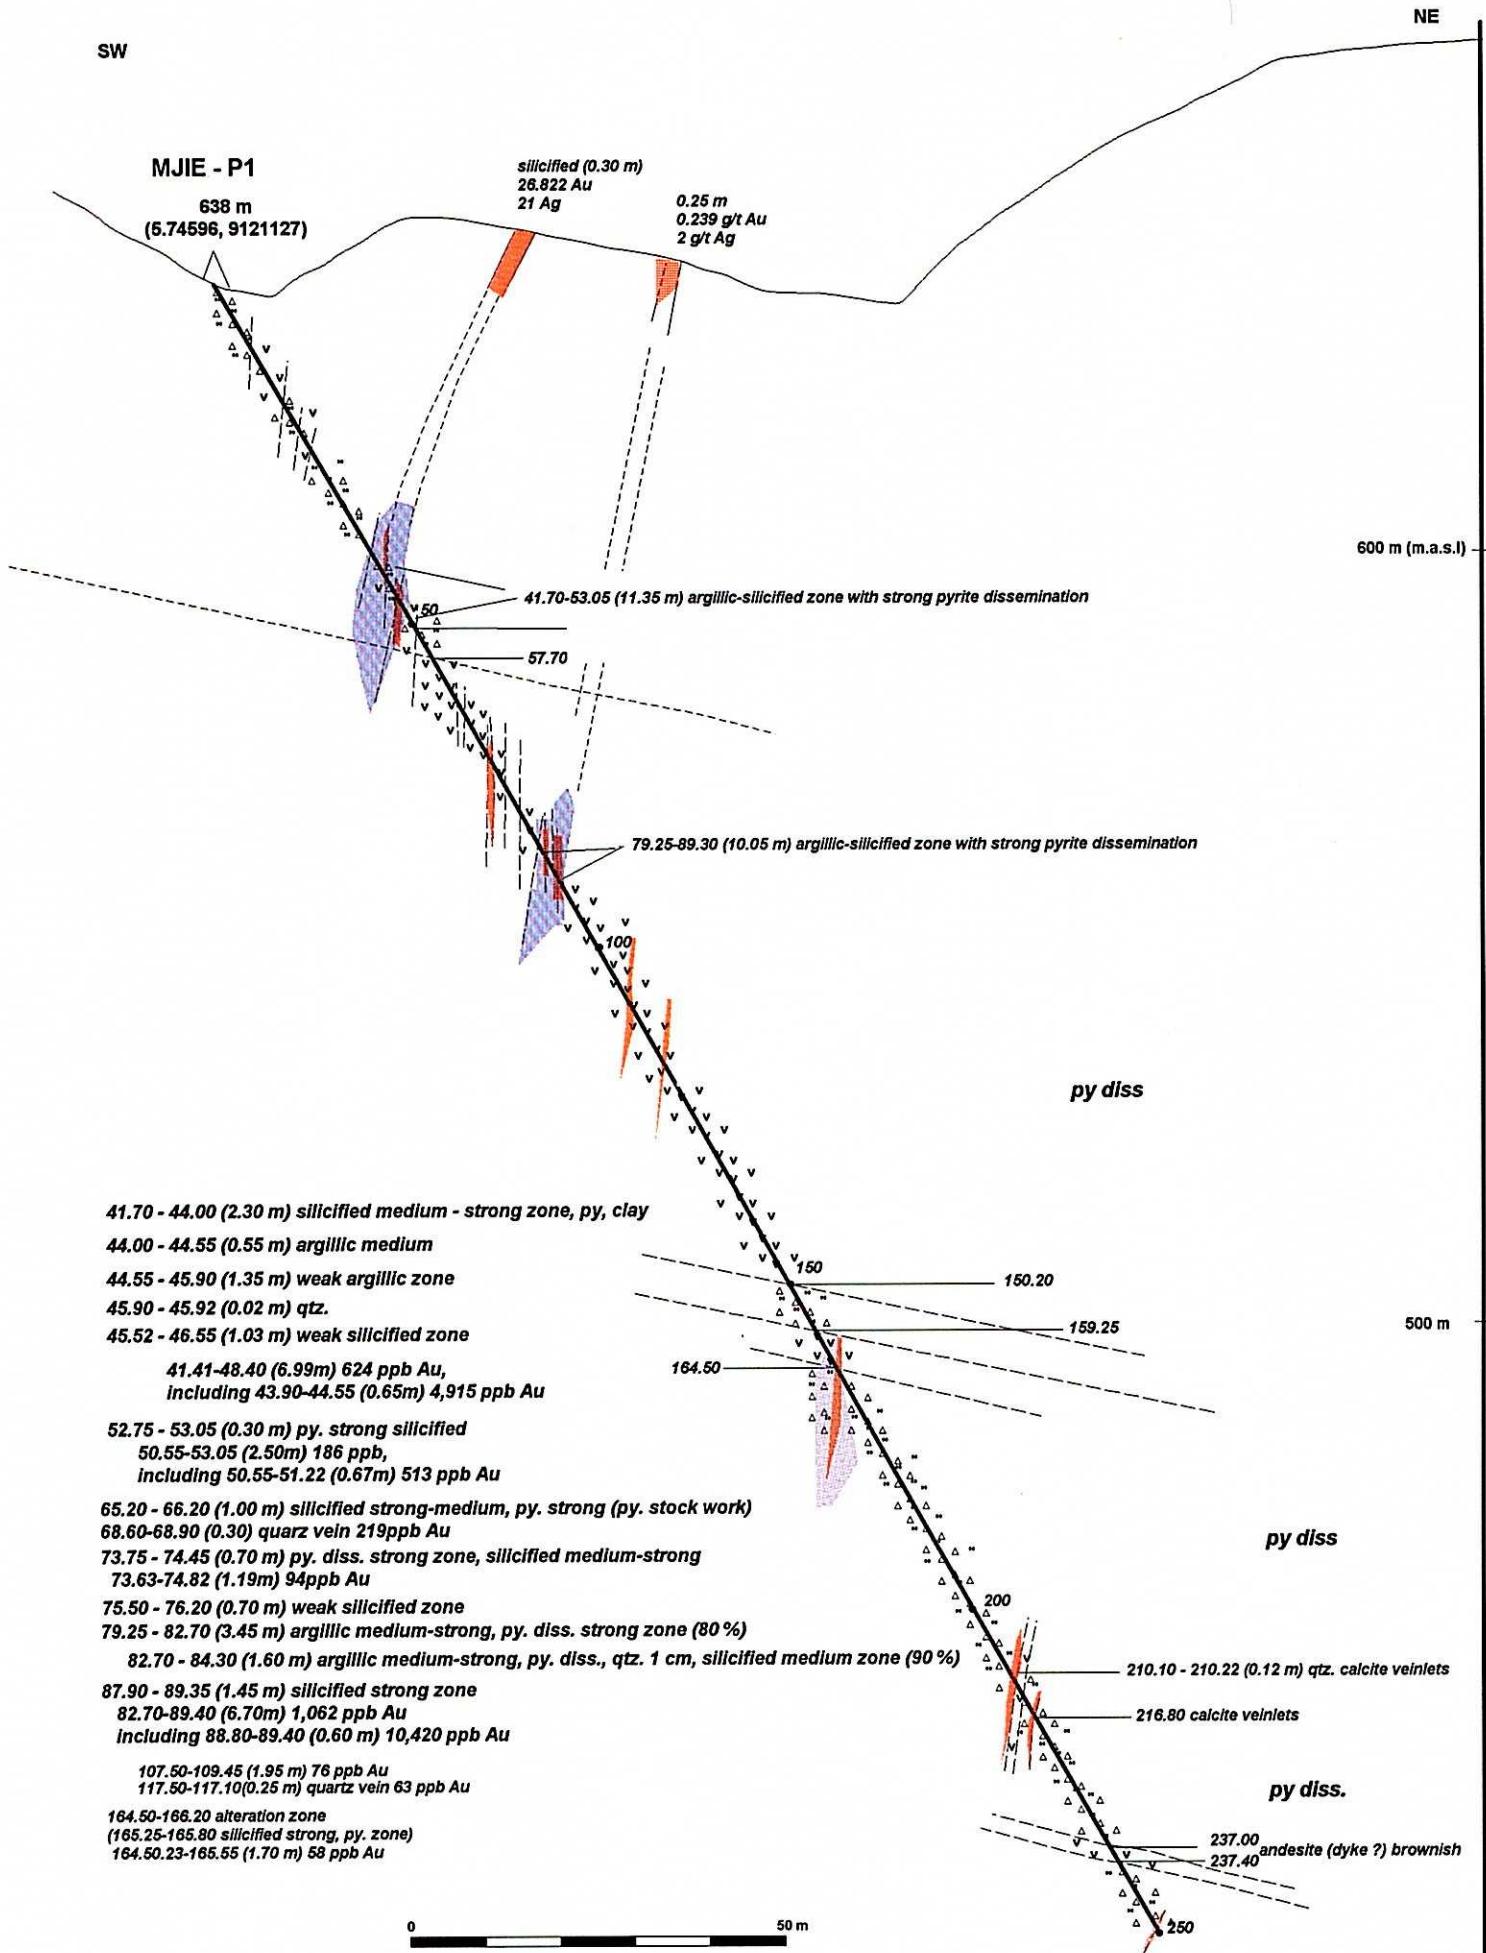 NE
SW
MJIE - P1
638 m
(5.74596, 9121127)
silicified (0.30 m)
26.822 Au
21 Ag
0.25 m
0.239 g/t Au
2 g/t Ag
600 m (m.a.s.l)
41.70-53.05 (11.35 m) argillic-silicified zone with strong pyrite dissemination
50
57.70
79.25-89.30 (10.05 m) argillic-silicified zone with strong pyrite dissemination
100
py diss
41.70 - 44.00 (2.30 m) silicified medium - strong zone, py, clay
44.00 - 44.55 (0.55 m) argillic medium
44.55 - 45.90 (1.35 m) weak argillic zone
45.90 - 45.92 (0.02 m) qtz.
45.52 - 46.55 (1.03 m) weak silicified zone
41.41-48.40 (6.99m) 624 ppb Au,
including 43.90-44.55 (0.65m) 4,915 ppb Au
52.75 - 53.05 (0.30 m) py. strong silicified
50.55-53.05 (2.50m) 186 ppb,
including 50.55-51.22 (0.67m) 513 ppb Au
65.20 - 66.20 (1.00 m) silicified strong-medium, py. strong (py. stock work)
68.60-68.90 (0.30) quarz vein 219ppb Au
73.75 - 74.45 (0.70 m) py. diss. strong zone, silicified medium-strong
73.63-74.82 (1.19m) 94ppb Au
75.50 - 76.20 (0.70 m) weak silicified zone
79.25 - 82.70 (3.45 m) argillic medium-strong, py. diss. strong zone (80 %)
82.70 - 84.30 (1.60 m) argillic medium-strong, py. diss., qtz. 1 cm, silicified medium zone (90 %)
87.90 - 89.35 (1.45 m) silicified strong zone
82.70-89.40 (6.70m) 1,062 ppb Au
including 88.80-89.40 (0.60 m) 10,420 ppb Au
107.50-109.45 (1.95 m) 76 ppb Au
117.50-117.10(0.25 m) quartz vein 63 ppb Au
164.50-166.20 alteration zone
(165.25-165.80 silicified strong, py. zone)
164.50.23-165.55 (1.70 m) 58 ppb Au
150
150.20
159.25
500 m
164.50
py diss
200
210.10 - 210.22 (0.12 m) qtz. calcite veinlets
216.80 calcite veinlets
py diss.
237.00
andesite (dyke ?) brownish
237.40
250
0
50 m